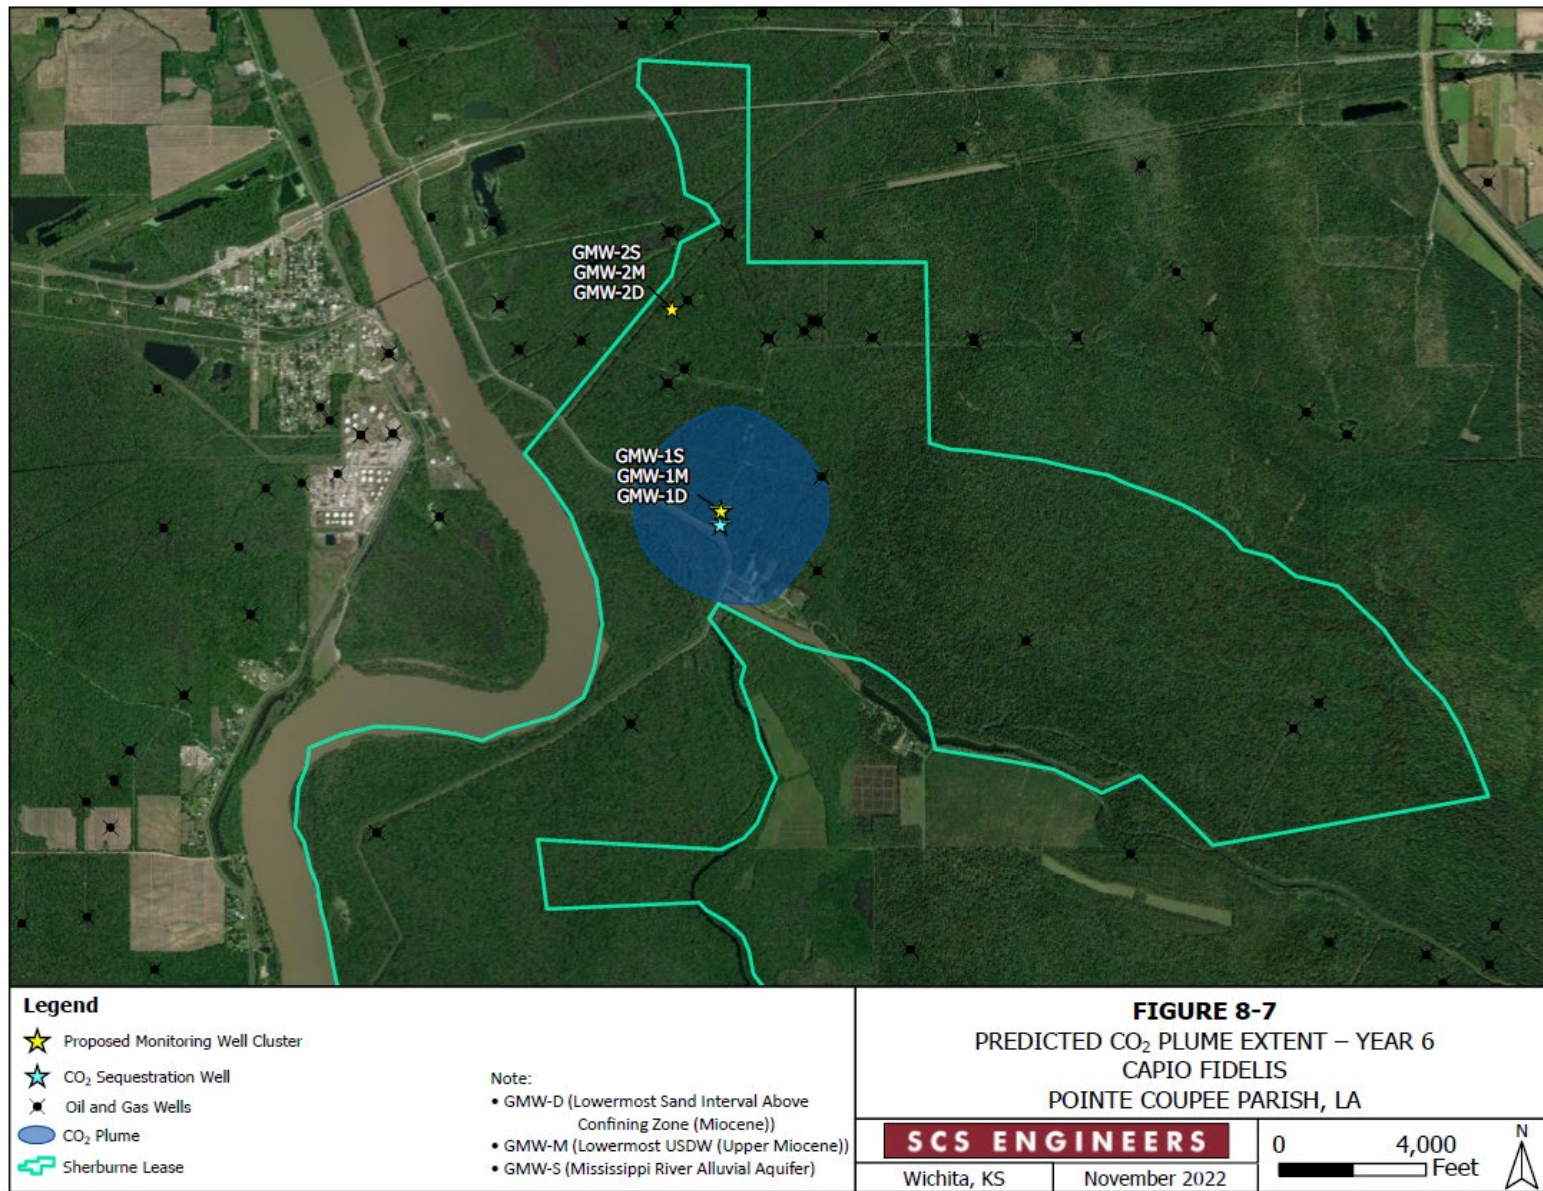 GMW-2S
GMW-2M
GMW-2D
GMW-1S
GMW-1M
GMW-1D
Legend
Proposed Monitoring Well Cluster
CO₂ Sequestration Well
Oil and Gas Wells
CO₂ Plume
Sherburne Lease
Note:
• GMW-D (Lowermost Sand Interval Above
Confining Zone (Miocene))
• GMW-M (Lowermost USDW (Upper Miocene))
• GMW-S (Mississippi River Alluvial Aquifer)
FIGURE 8-7
PREDICTED CO₂ PLUME EXTENT – YEAR 6
CAPIO FIDELIS
POINTE COUPEE PARISH, LA
SCS ENGINEERS
Wichita, KS
November 2022
0 4,000
Feet
N